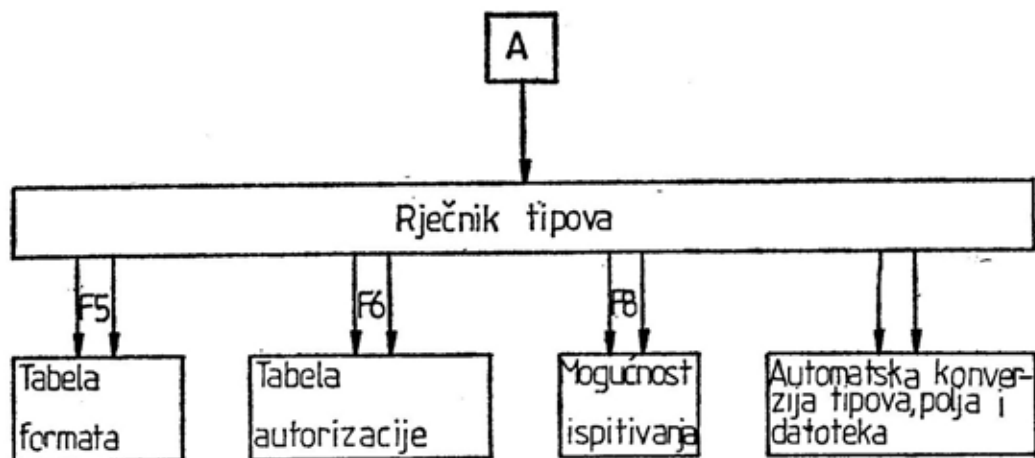 A
Rječnik tipova
F5
F6
F8
Tabela
formata
Tabela
autorizacije
Mogućnost
ispitivanja
Automatska konver-
zija tipova, polja i
datoteka